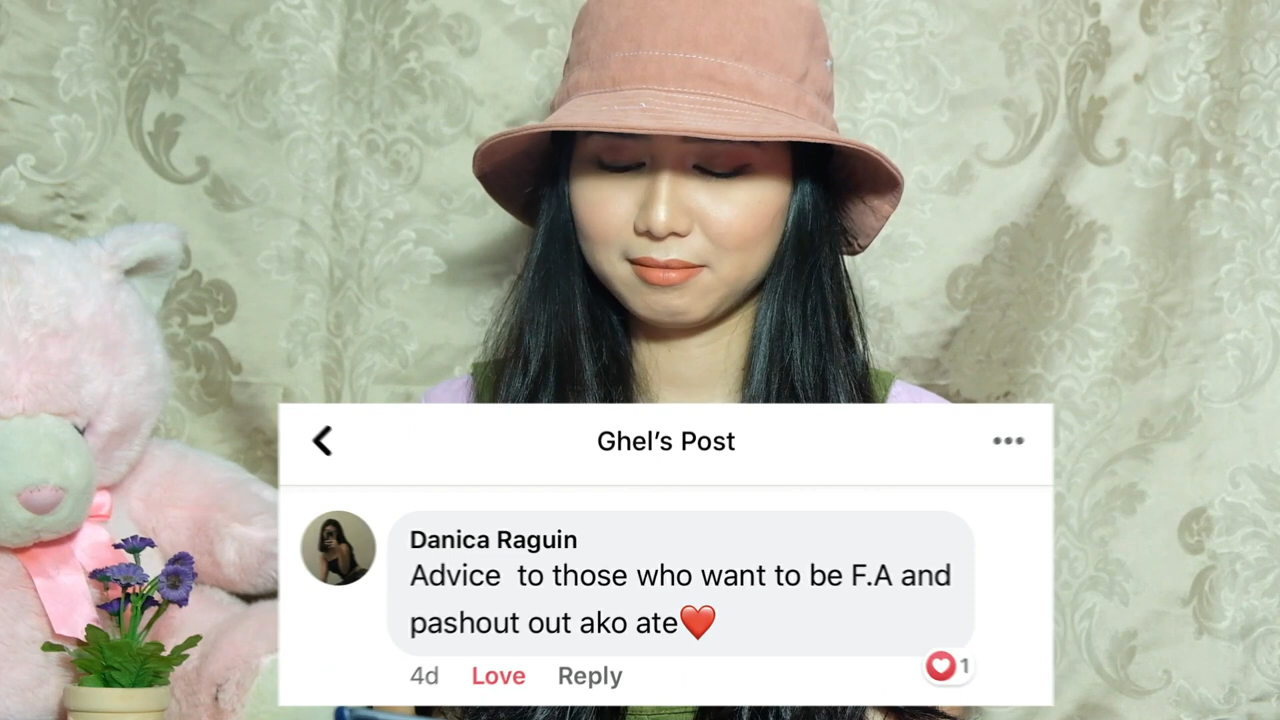 Ghel's Post
Danica Raguin
Advice  to those who want to be F.A and
pashout out ako ate❤️
4d Love Reply
1